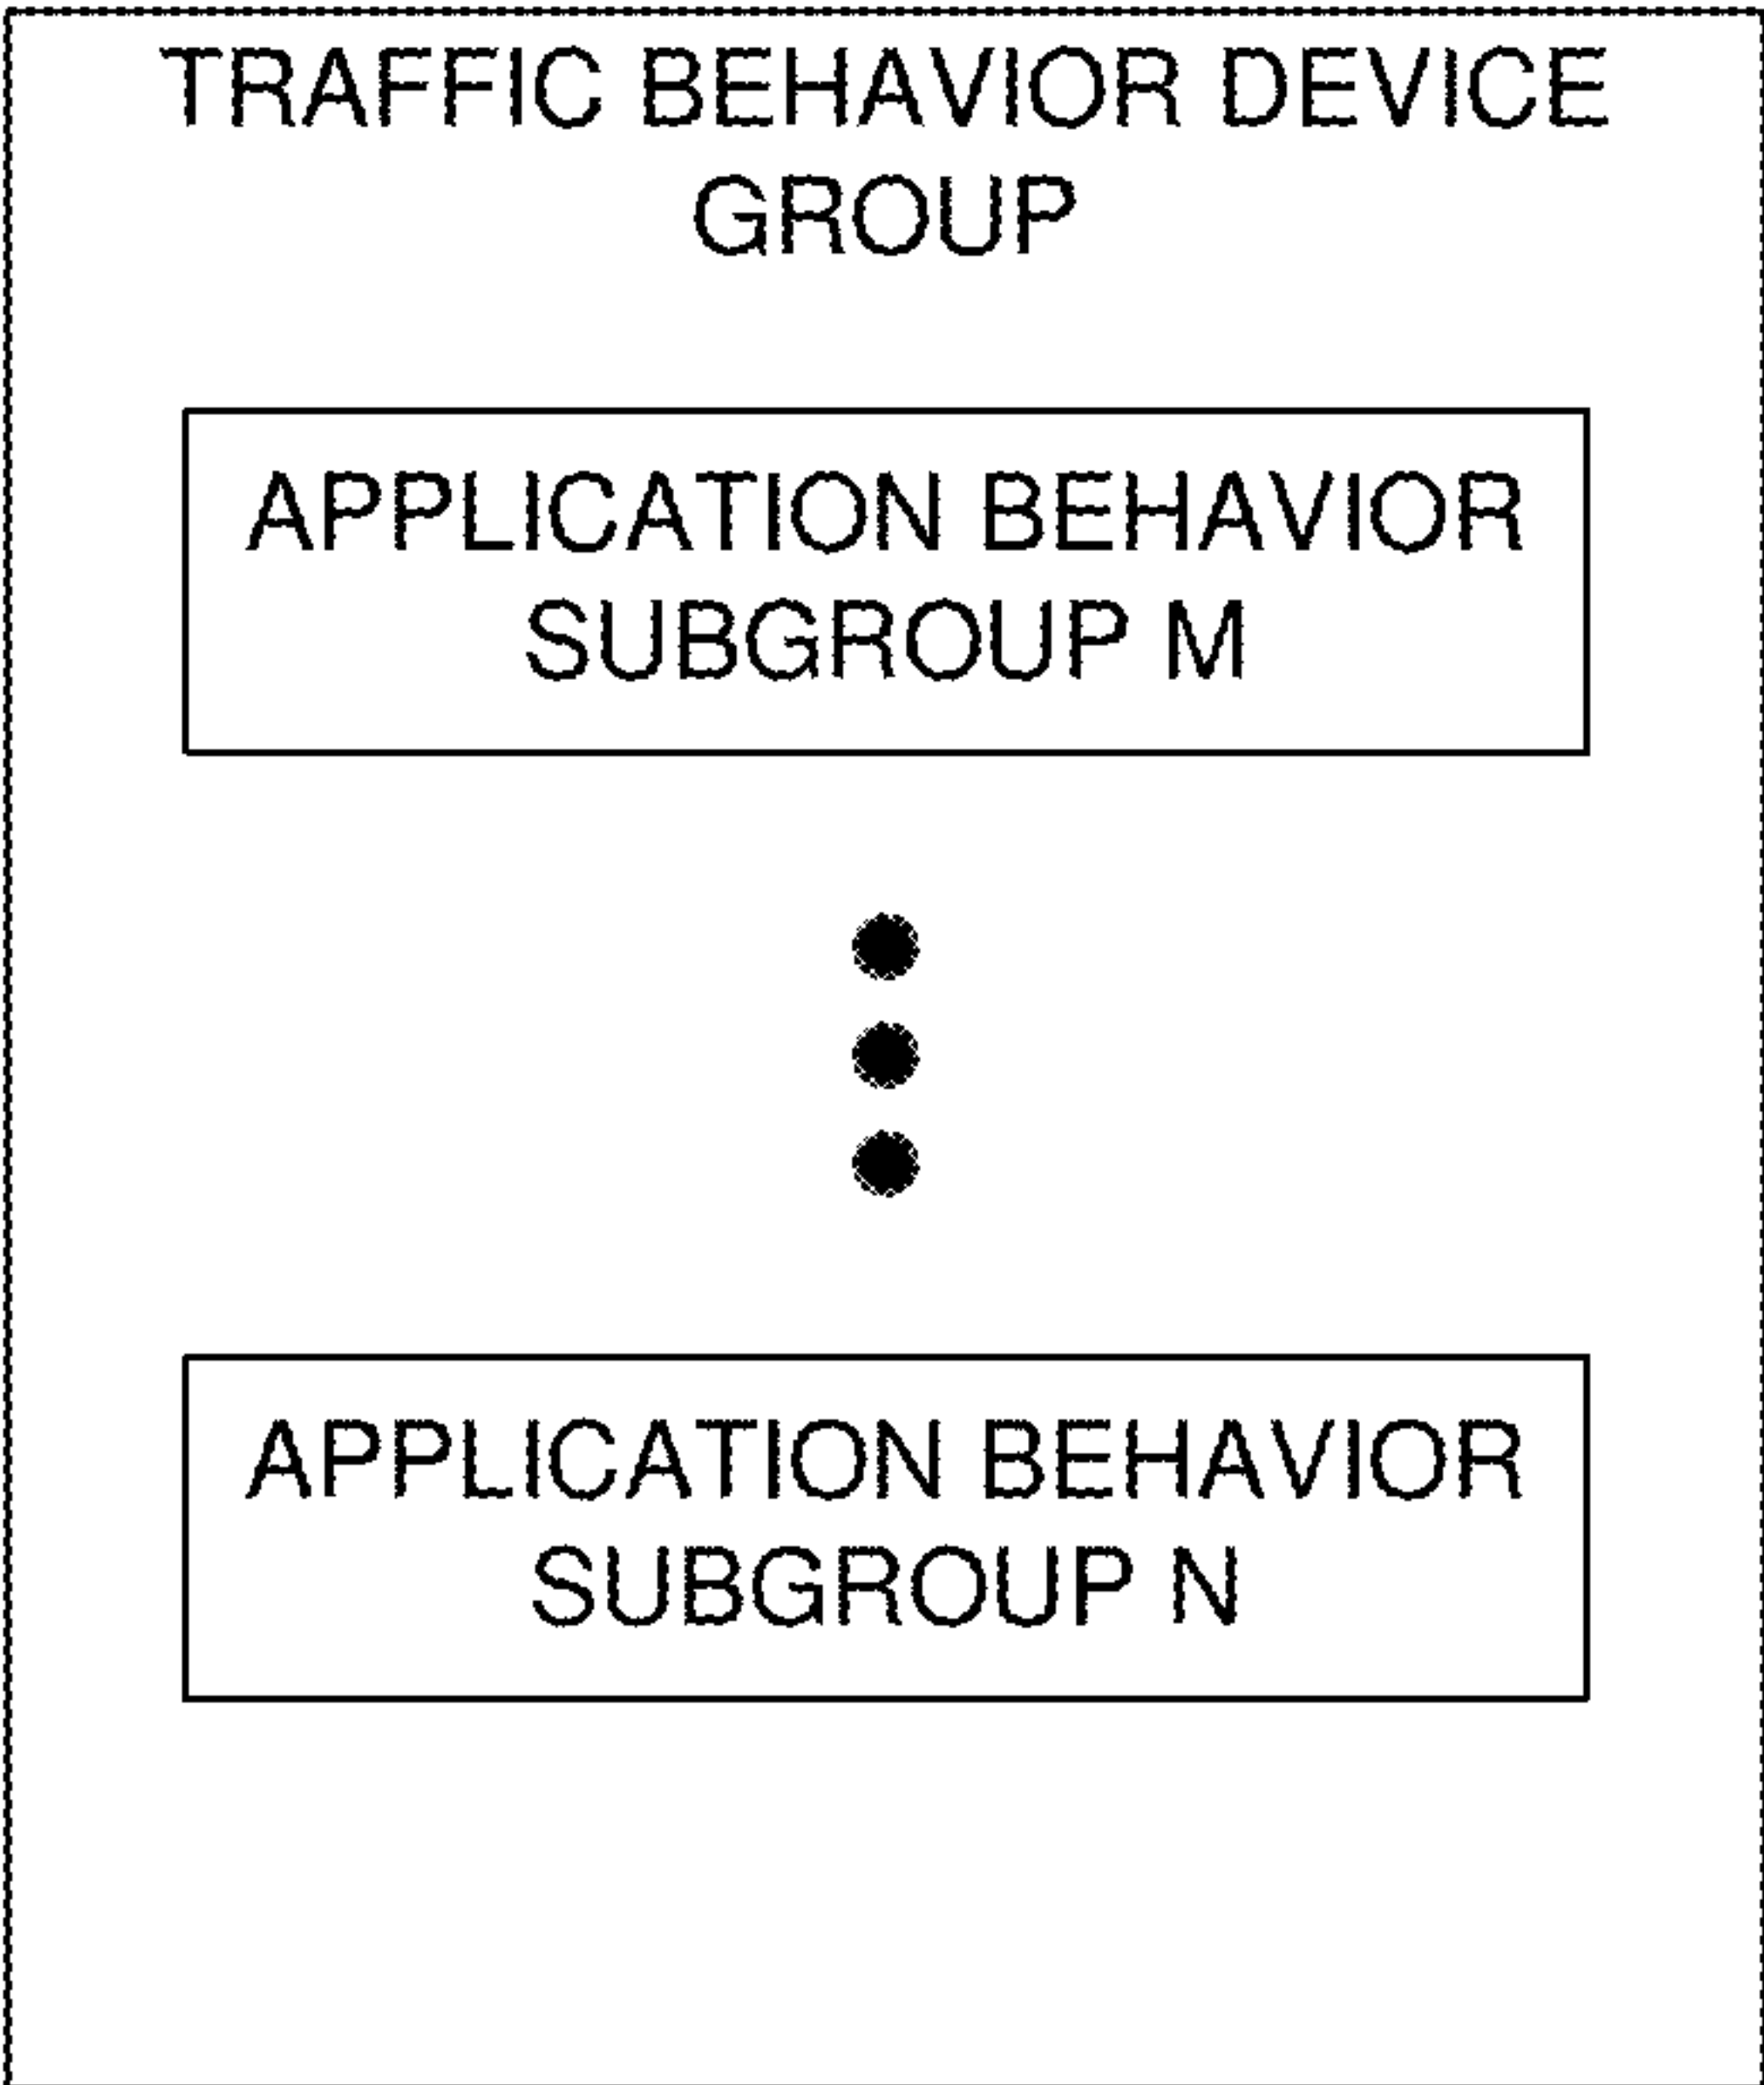 TRAFFIC BEHAVIOR DEVICE
GROUP
APPLICATION BEHAVIOR
SUBGROUP M
APPLICATION BEHAVIOR
SUBGROUP N